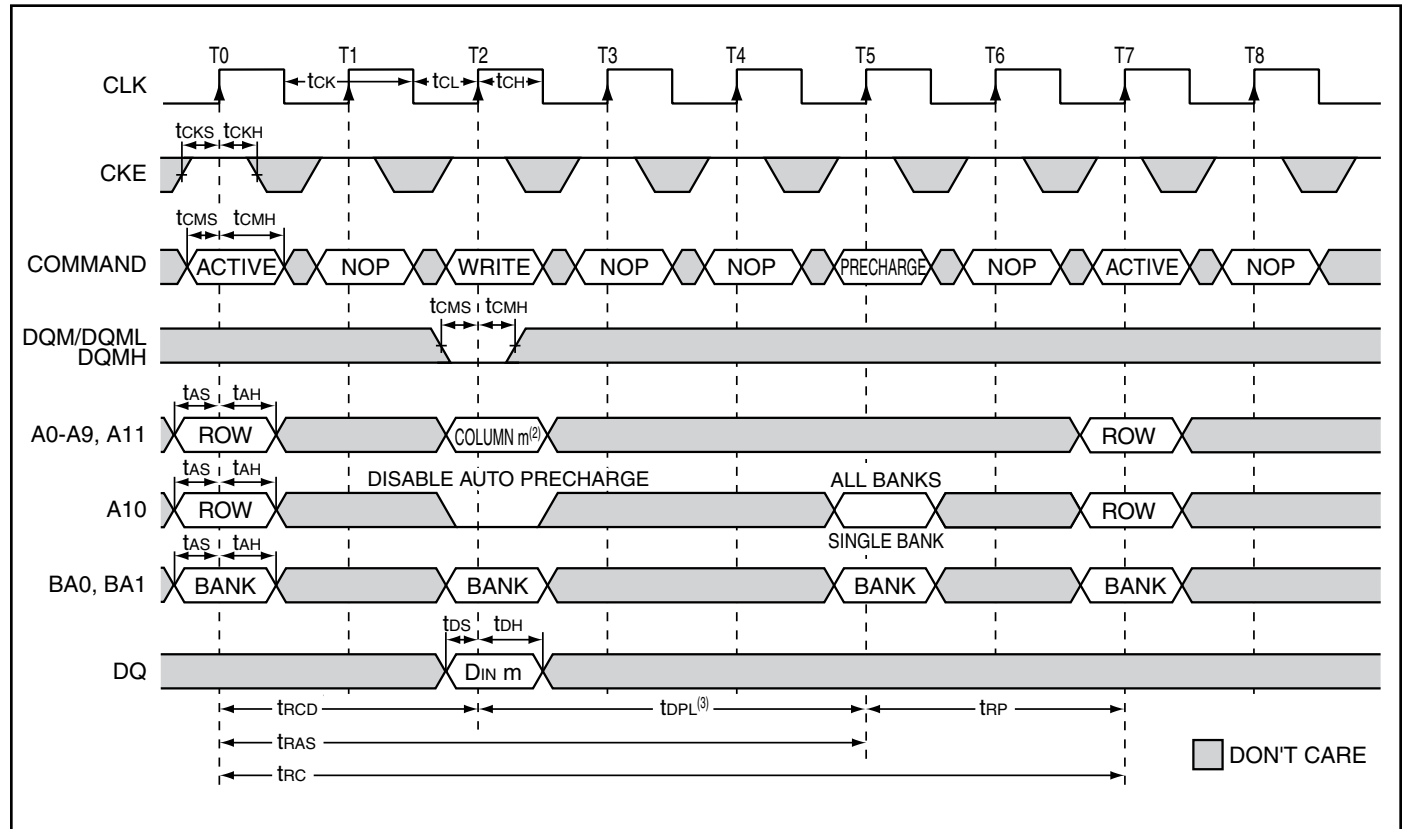 T0 T1 T2 T3 T4 T5 T6 T7 T8
CLK
tCK tCL tCH
tCKS tCKH
CKE
tCMS tCMH
COMMAND ACTIVE NOP WRITE NOP NOP PRECHARGE NOP ACTIVE NOP
tCMS tCMH
DQM/DQML
DQMH
tAS tAH
A0-A9, A11 ROW COLUMN m(2) ROW
tAS tAH DISABLE AUTO PRECHARGE ALL BANKS
A10 ROW ROW
tAS tAH SINGLE BANK
BA0, BA1 BANK BANK BANK BANK
tDS tDH
DQ DIN m
tRCD tDPL(3) tRP
tRAS
tRC
DON'T CARE